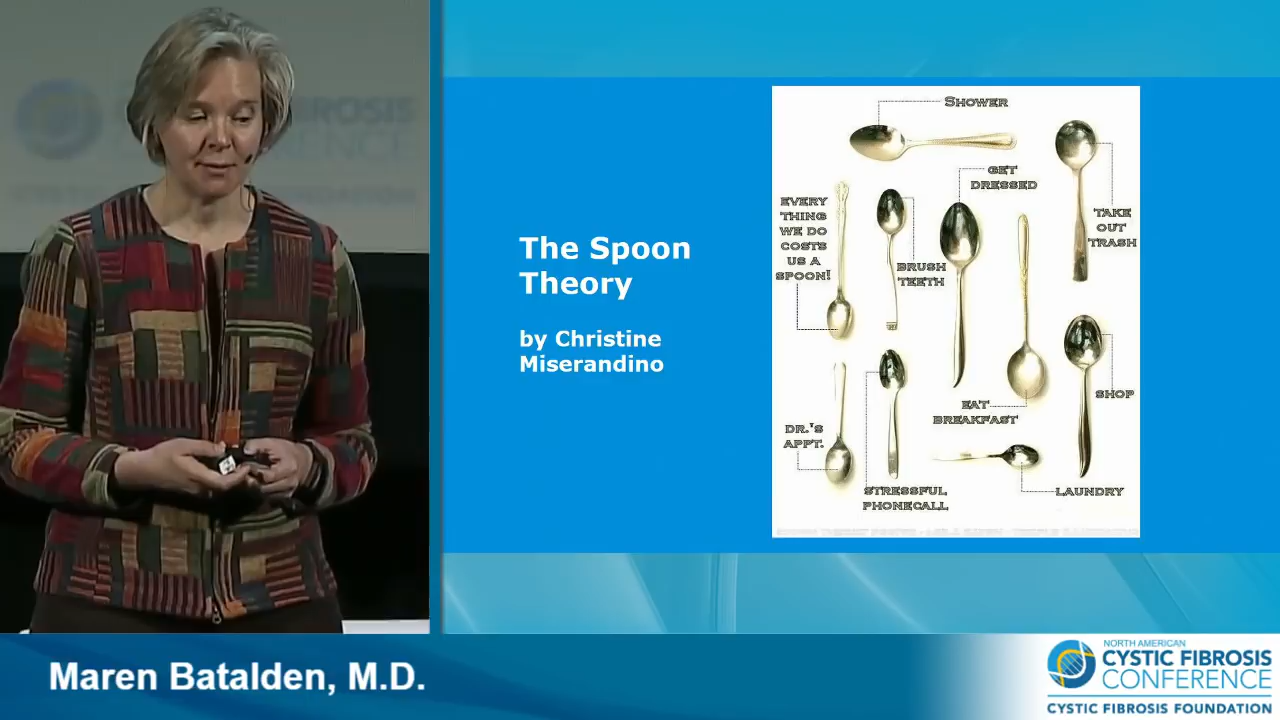 FIBROSIS
The Spoon
Theory
by Christine
Miserandino
SHOWER
GET
DRESSED
EVERY
THING
WE DO
COSTS
US A
SPOON!
BRUSH
TEETH
TAKE
OUT
TRASH
EAT
BREAKFAST
SHOP
DR.'S
APPT.
STRESSFUL
PHONECALL
LAUNDRY
Maren Batalden, M.D.
NORTH AMERICAN
CYSTIC FIBROSIS
CONFERENCE
CYSTIC FIBROSIS FOUNDATION